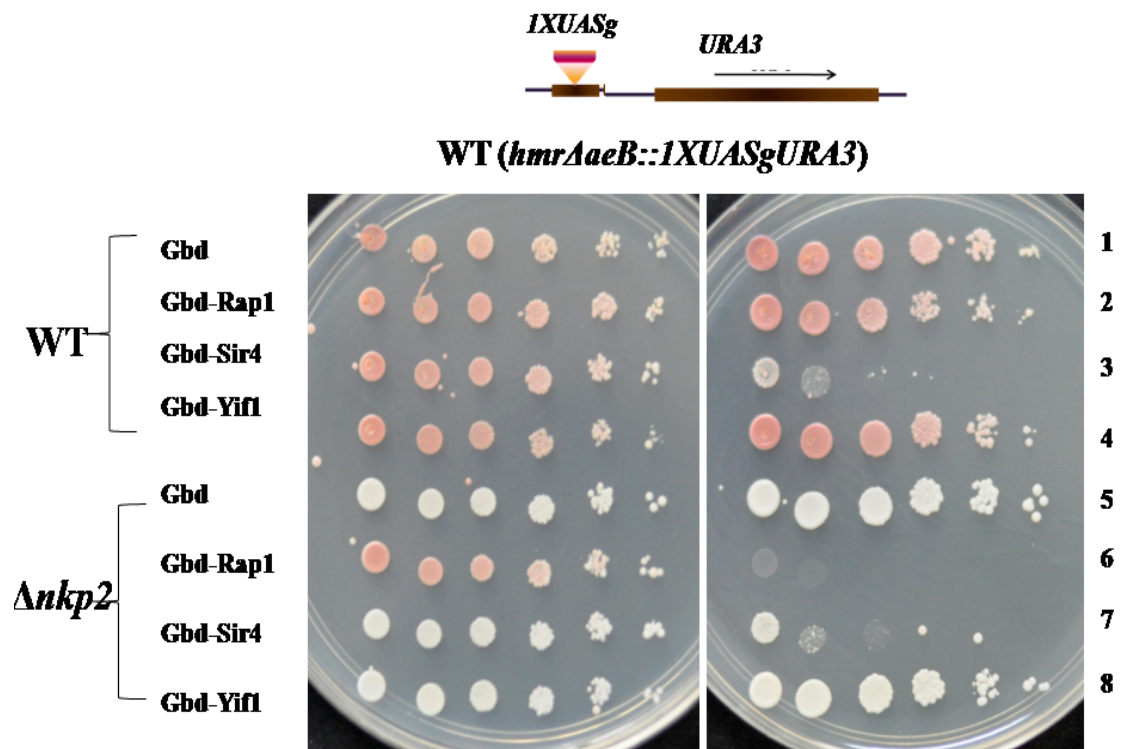 1XUASg
URA3
WT (hmrΔaeB::1XUASgURA3)
WT
Gbd
Gbd-Rap1
Gbd-Sir4
Gbd-Yif1
Δnkp2
Gbd
Gbd-Rap1
Gbd-Sir4
Gbd-Yif1
1
2
3
4
5
6
7
8